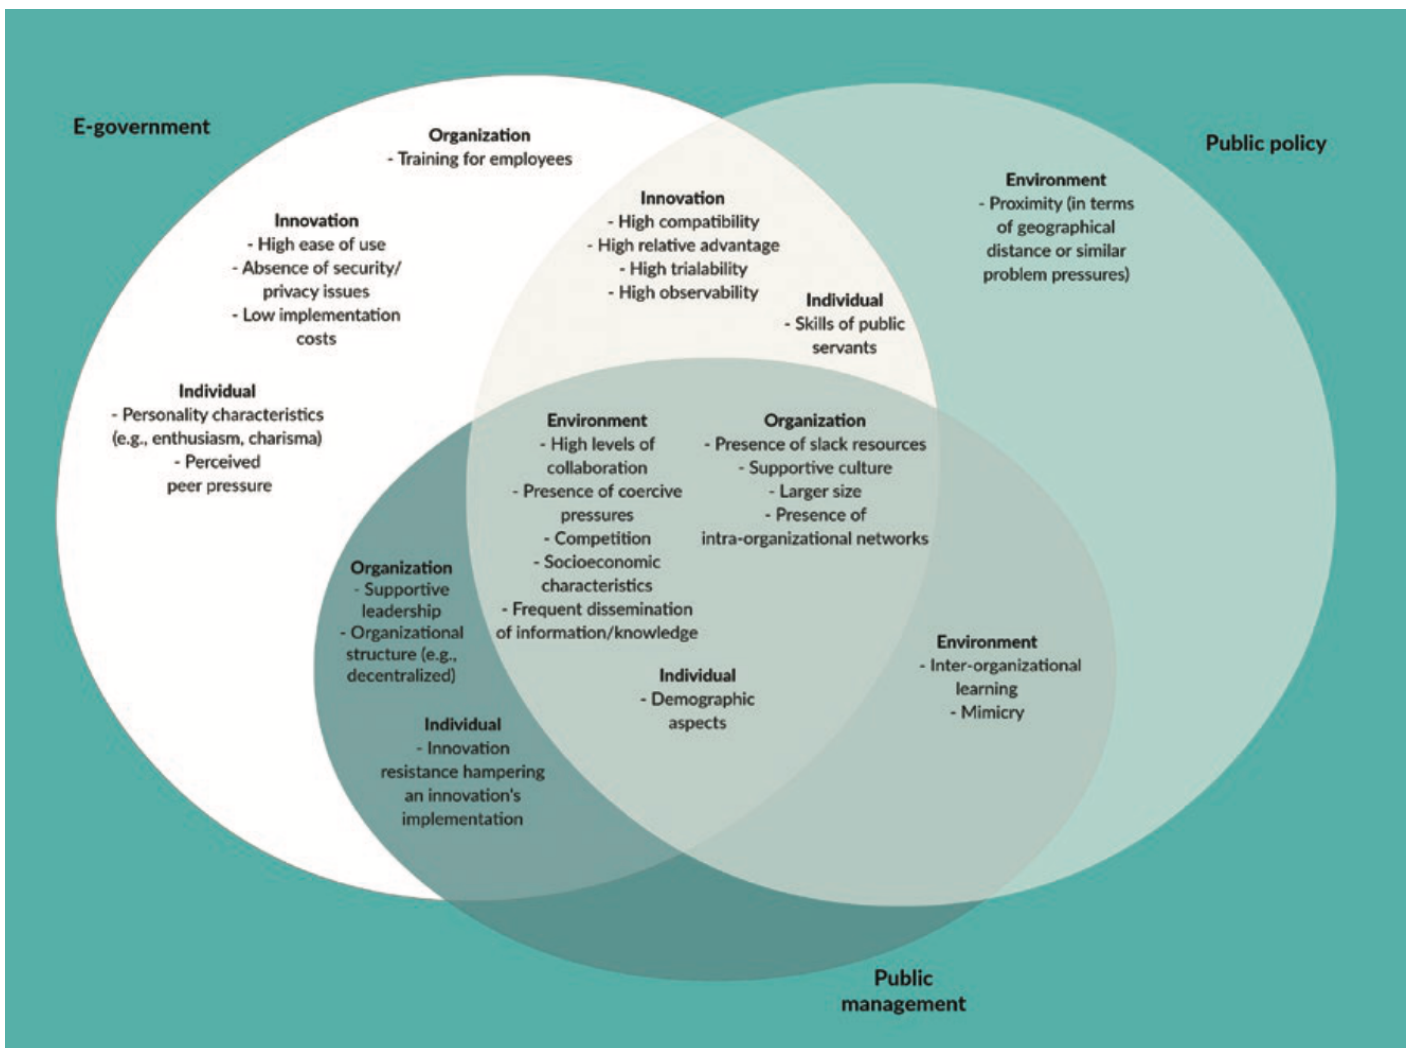 E-government
Organization
- Training for employees
Public policy
Innovation
- High ease of use
- Absence of security/
privacy issues
- Low implementation
costs
Innovation
- High compatibility
- High relative advantage
- High trialability
- High observability
Environment
- Proximity (in terms
of geographical
distance or similar
problem pressures)
Individual
- Skills of public
servants
Individual
- Personality characteristics
(e.g., enthusiasm, charisma)
- Perceived
peer pressure
Environment
- High levels of
collaboration
- Presence of coercive
pressures
- Competition
- Socioeconomic
characteristics
- Frequent dissemination
of information/knowledge
Organization
- Presence of slack resources
- Supportive culture
- Larger size
- Presence of
intra-organizational networks
Organization
- Supportive
leadership
- Organizational
structure (e.g.,
decentralized)
Individual
- Demographic
aspects
Environment
- Inter-organizational
learning
- Mimicry
Individual
- Innovation
resistance hampering
an innovation's
implementation
Public
management